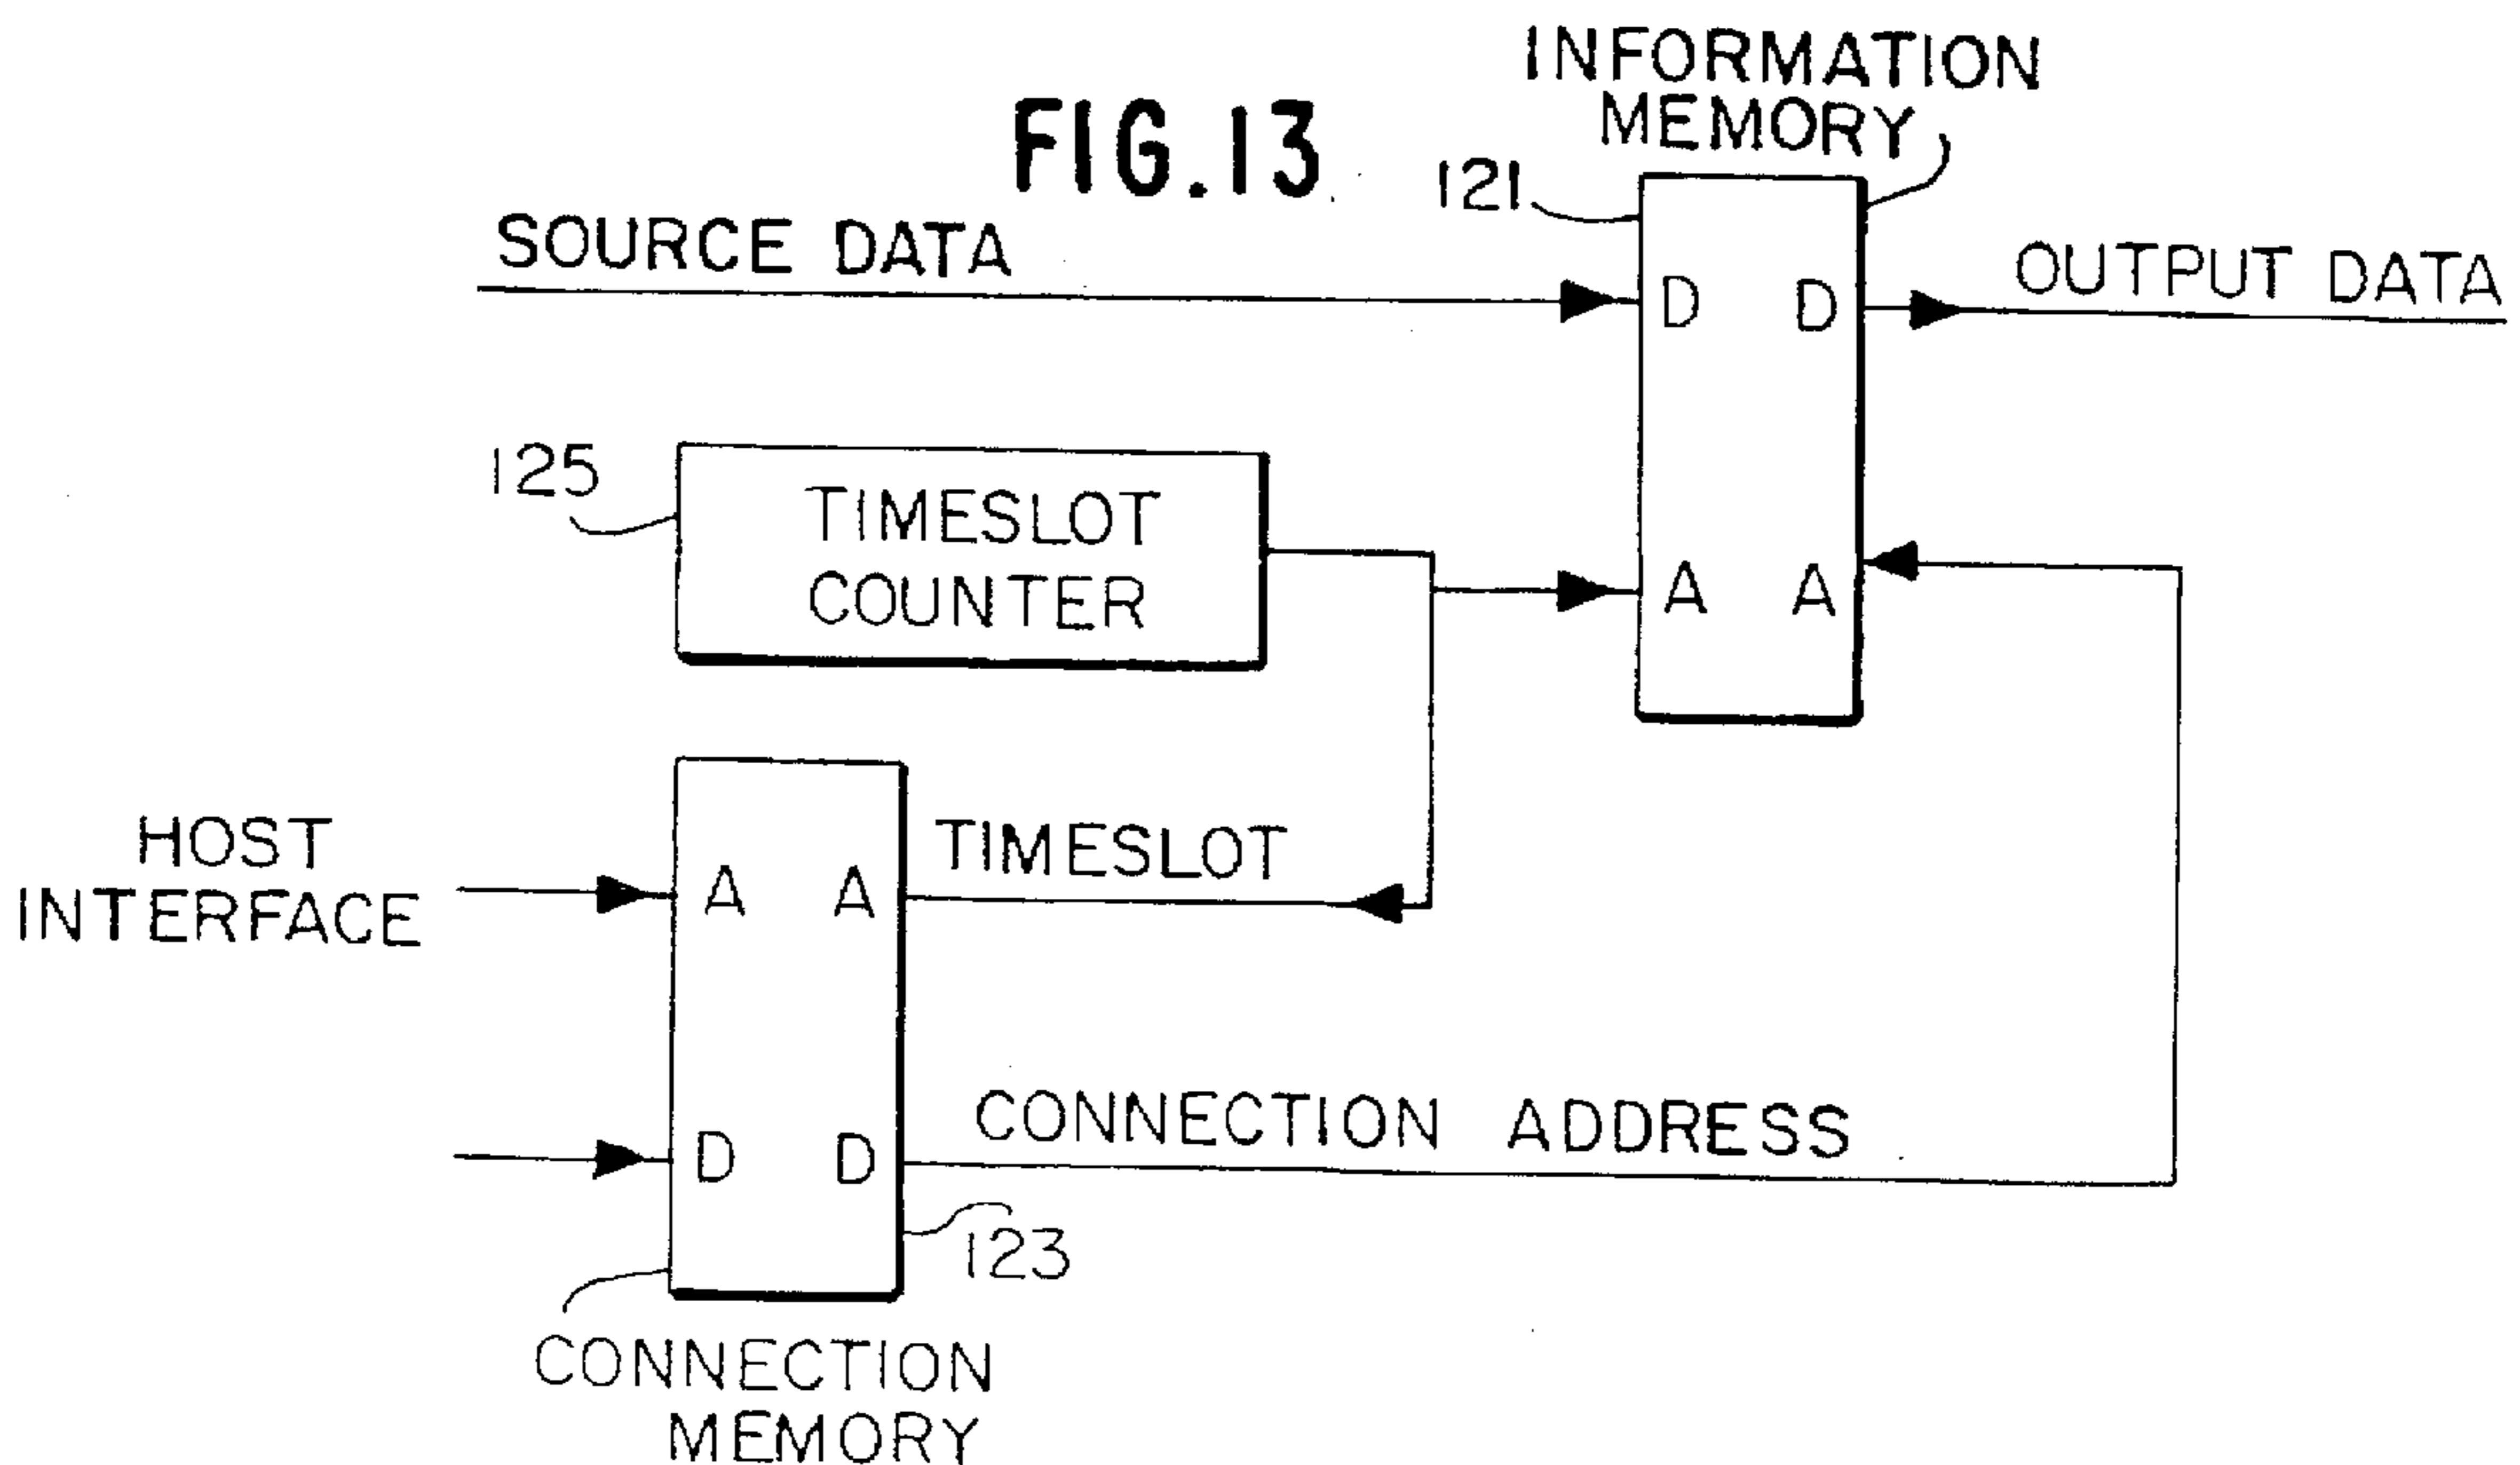 INFORMATION
MEMORY
FIG.13
121
SOURCE DATA
D D
OUTPUT DATA
125
TIMESLOT
COUNTER
A A
HOST
INTERFACE
A A
TIMESLOT
D D
CONNECTION ADDRESS
123
CONNECTION
MEMORY